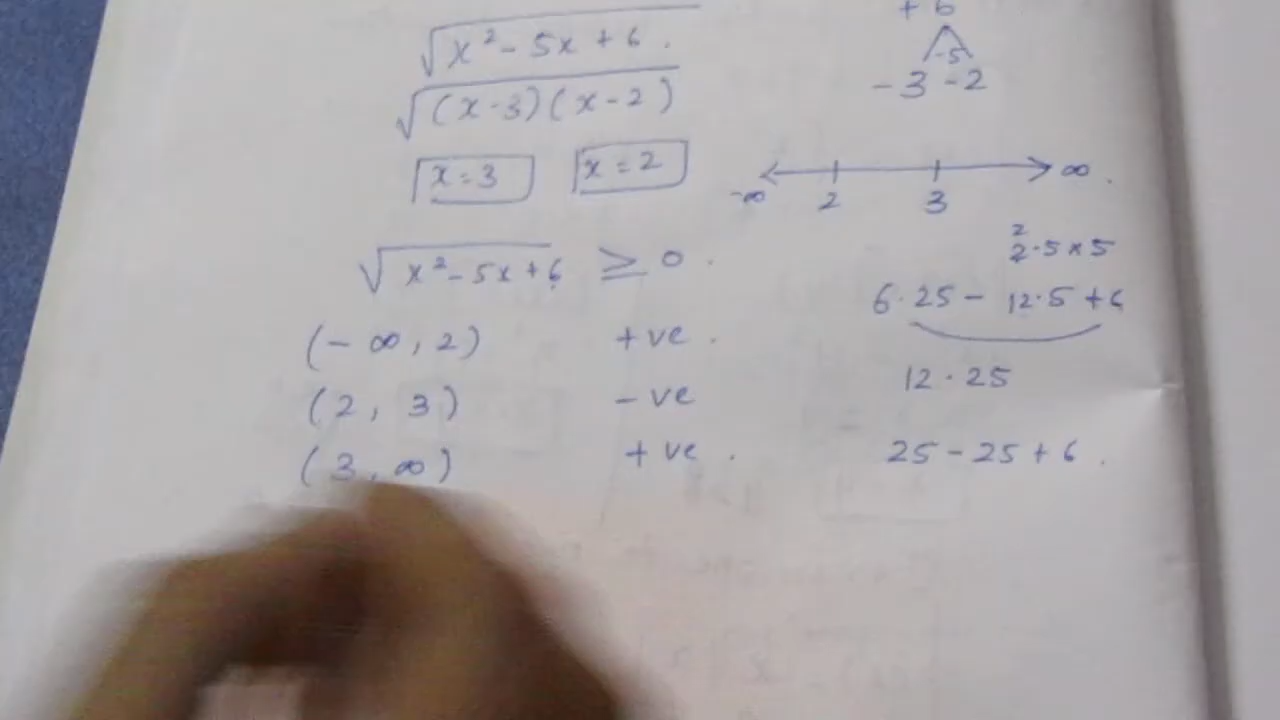 √x² - 5x + 6 .
√(x-3)(x-2)
x=3 x=2
√x²-5x+6 ≥ 0 .
(-∞, 2) +ve .
(2, 3) -ve
(3, ∞) +ve .
+6
-5
-3 -2
-∞ 2 3 ∞ .
2
2.5×5
6.25 - 12.5 + 6
12.25
25 - 25 + 6 .